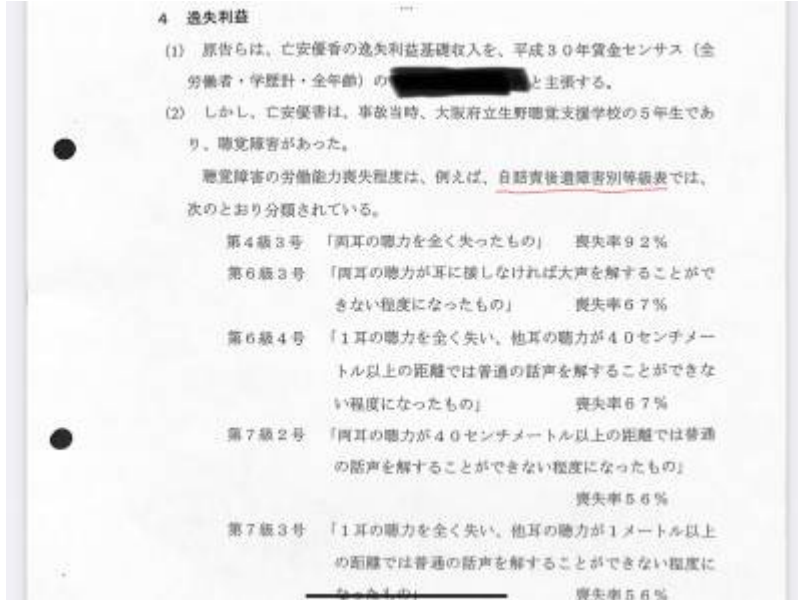 4 逸失利益
(1) 原告らは、亡安優香の逸失利益基礎収入を、平成30年賃金センサス(全
労働者・学歴計・全年齢)の と主張する。
(2) しかし、亡安優香は、事故当時、大阪府立生野聴覚支援学校の5年生であ
り、聴覚障害があった。
聴覚障害の労働能力喪失程度は、例えば、自賠責後遺障害別等級表では、
次のとおり分類されている。
第4級3号 「両耳の聴力を全く失ったもの」 喪失率92%
第6級3号 「両耳の聴力が耳に接しなければ大声を解することがで
きない程度になったもの」 喪失率67%
第6級4号 「1耳の聴力を全く失い、他耳の聴力が40センチメー
トル以上の距離では普通の話声を解することができな
い程度になったもの」 喪失率67%
第7級2号 「両耳の聴力が40センチメートル以上の距離では普通
の話声を解することができない程度になったもの」
喪失率56%
第7級3号 「1耳の聴力を全く失い、他耳の聴力が1メートル以上
の距離では普通の話声を解することができない程度に
なったもの」 喪失率56%